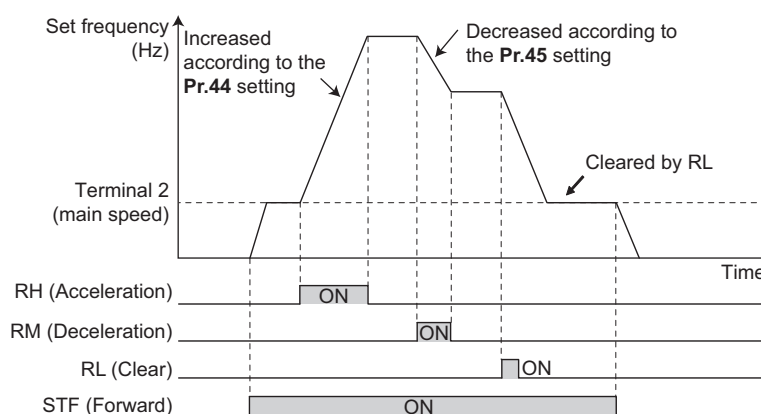 Set frequency
(Hz)
Increased
according to the
Pr.44 setting
Decreased according to
the Pr.45 setting
Cleared by RL
Terminal 2
(main speed)
Time
RH (Acceleration)
ON
RM (Deceleration)
ON
RL (Clear)
ON
STF (Forward)
ON